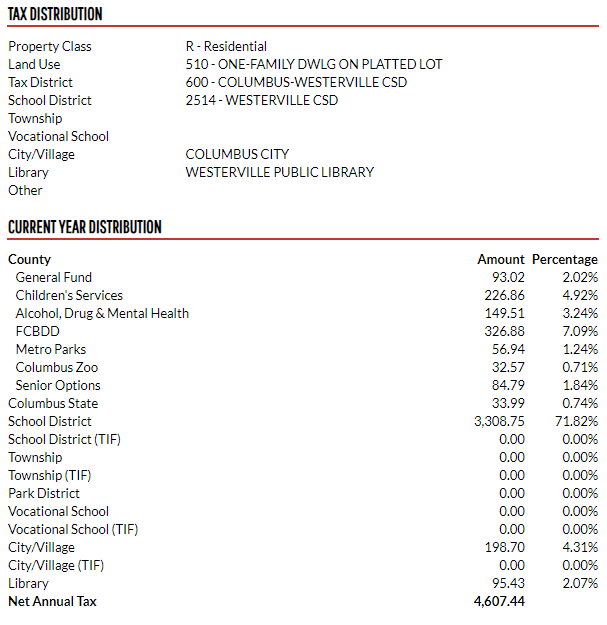 TAX DISTRIBUTION
Property Class R - Residential
Land Use 510 - ONE-FAMILY DWLG ON PLATTED LOT
Tax District 600 - COLUMBUS-WESTERVILLE CSD
School District 2514 - WESTERVILLE CSD
Township
Vocational School
City/Village COLUMBUS CITY
Library WESTERVILLE PUBLIC LIBRARY
Other
CURRENT YEAR DISTRIBUTION
County Amount Percentage
General Fund 93.02 2.02%
Children's Services 226.86 4.92%
Alcohol, Drug & Mental Health 149.51 3.24%
FCBDD 326.88 7.09%
Metro Parks 56.94 1.24%
Columbus Zoo 32.57 0.71%
Senior Options 84.79 1.84%
Columbus State 33.99 0.74%
School District 3,308.75 71.82%
School District (TIF) 0.00 0.00%
Township 0.00 0.00%
Township (TIF) 0.00 0.00%
Park District 0.00 0.00%
Vocational School 0.00 0.00%
Vocational School (TIF) 0.00 0.00%
City/Village 198.70 4.31%
City/Village (TIF) 0.00 0.00%
Library 95.43 2.07%
Net Annual Tax 4,607.44